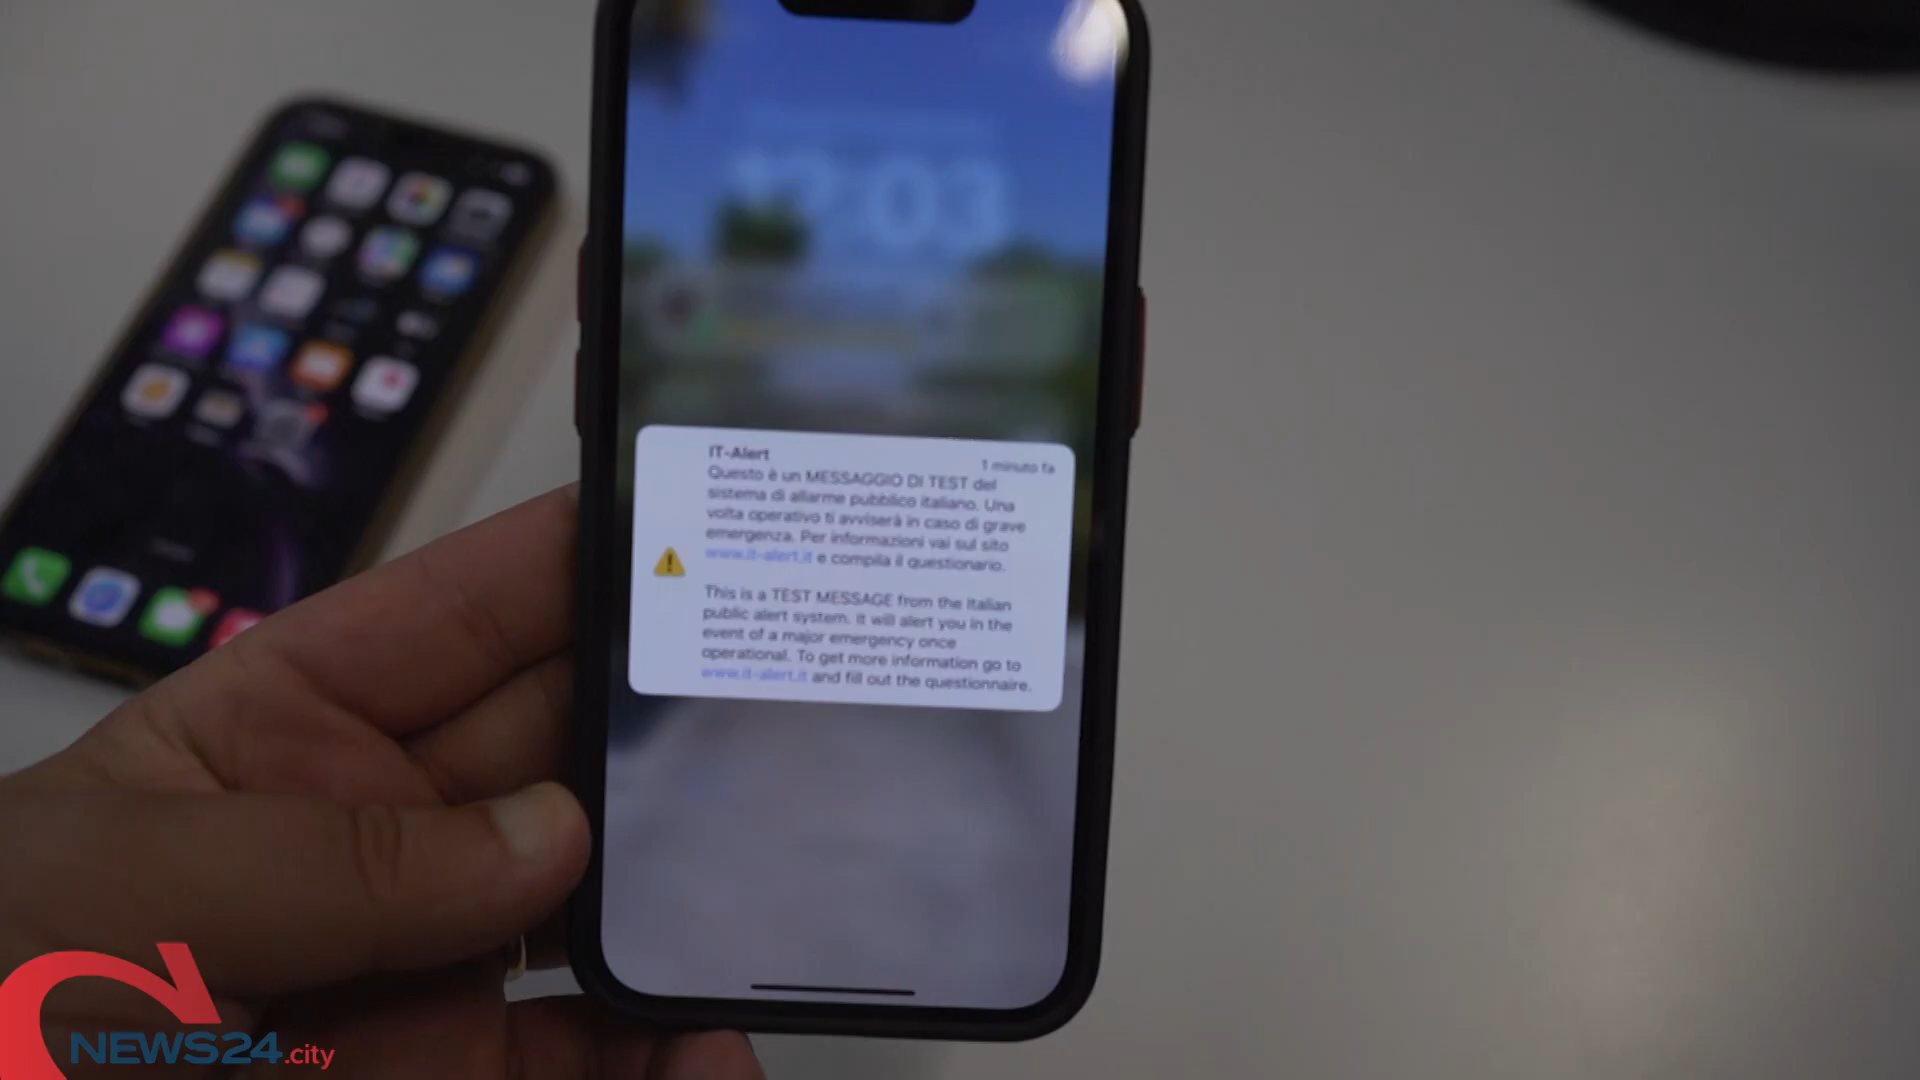 12:03
IT-Alert
1 minuto fa
Questo è un MESSAGGIO DI TEST del
sistema di allarme pubblico italiano. Una
volta operativo ti avviserà in caso di grave
emergenza. Per informazioni vai sul sito
www.it-alert.it e compila il questionario.
This is a TEST MESSAGE from the Italian
public alert system. It will alert you in the
event of a major emergency once
operational. To get more information go to
www.it-alert.it and fill out the questionnaire.
NEWS24.city